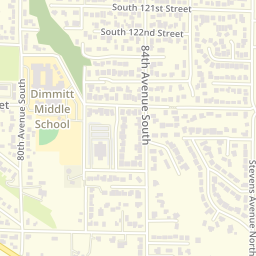 South 121st Street
South 122nd Street
84th Avenue South
Dimmitt
Middle
School
80th Avenue South
Stevens Avenue North